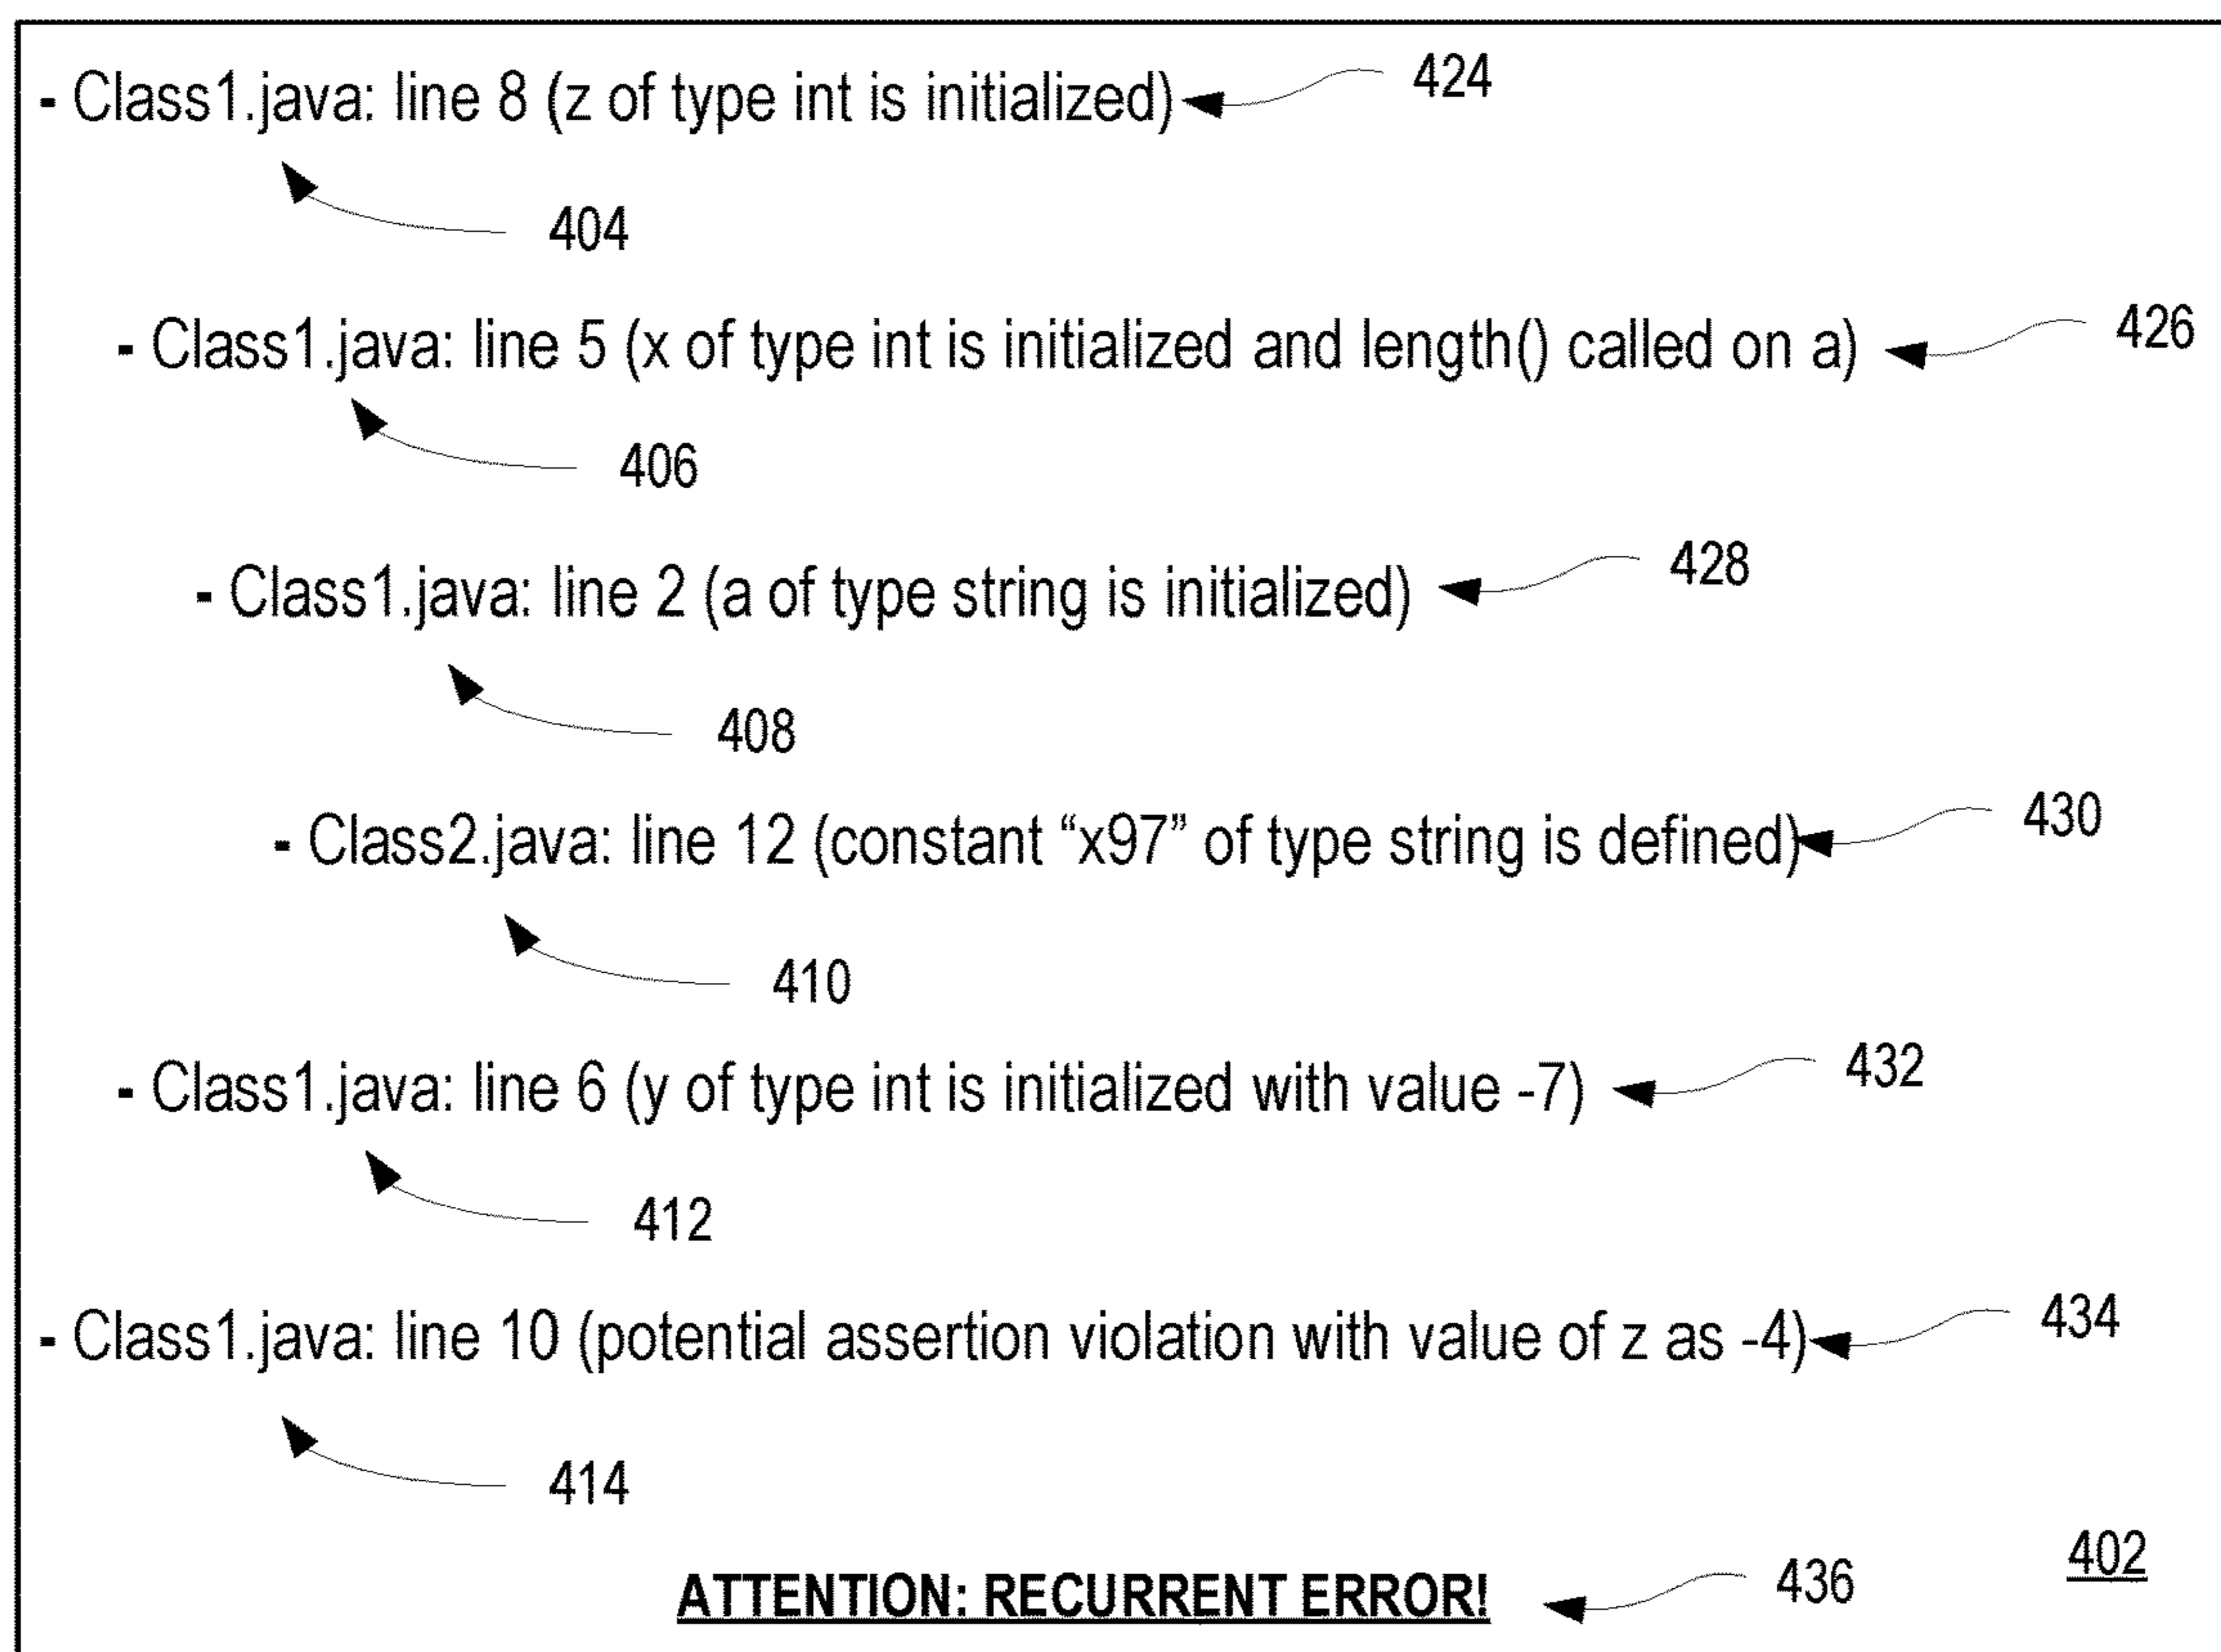 - Class1.java: line 8 (z of type int is initialized) 424
404
- Class1.java: line 5 (x of type int is initialized and length() called on a) 426
406
- Class1.java: line 2 (a of type string is initialized) 428
408
- Class2.java: line 12 (constant “x97” of type string is defined) 430
410
- Class1.java: line 6 (y of type int is initialized with value -7) 432
412
- Class1.java: line 10 (potential assertion violation with value of z as -4) 434
414
ATTENTION: RECURRENT ERROR! 436 402